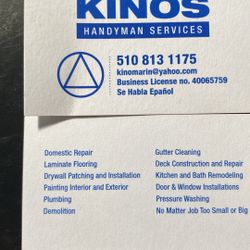 KINOS
HANDYMAN SERVICES
510 813 1175
kinomarin@yahoo.com
Business License no. 40065759
Se Habla Epañol
Domestic Repair
Laminate Flooring
Drywall Patching and Installation
Painting Interior and Exterior
Plumbing
Demolition
Gutter Cleaning
Deck Construction and Repair
Kitchen and Bath Remodeling
Door & Window Installations
Pressure Washing
No Matter Job Too Small or Big